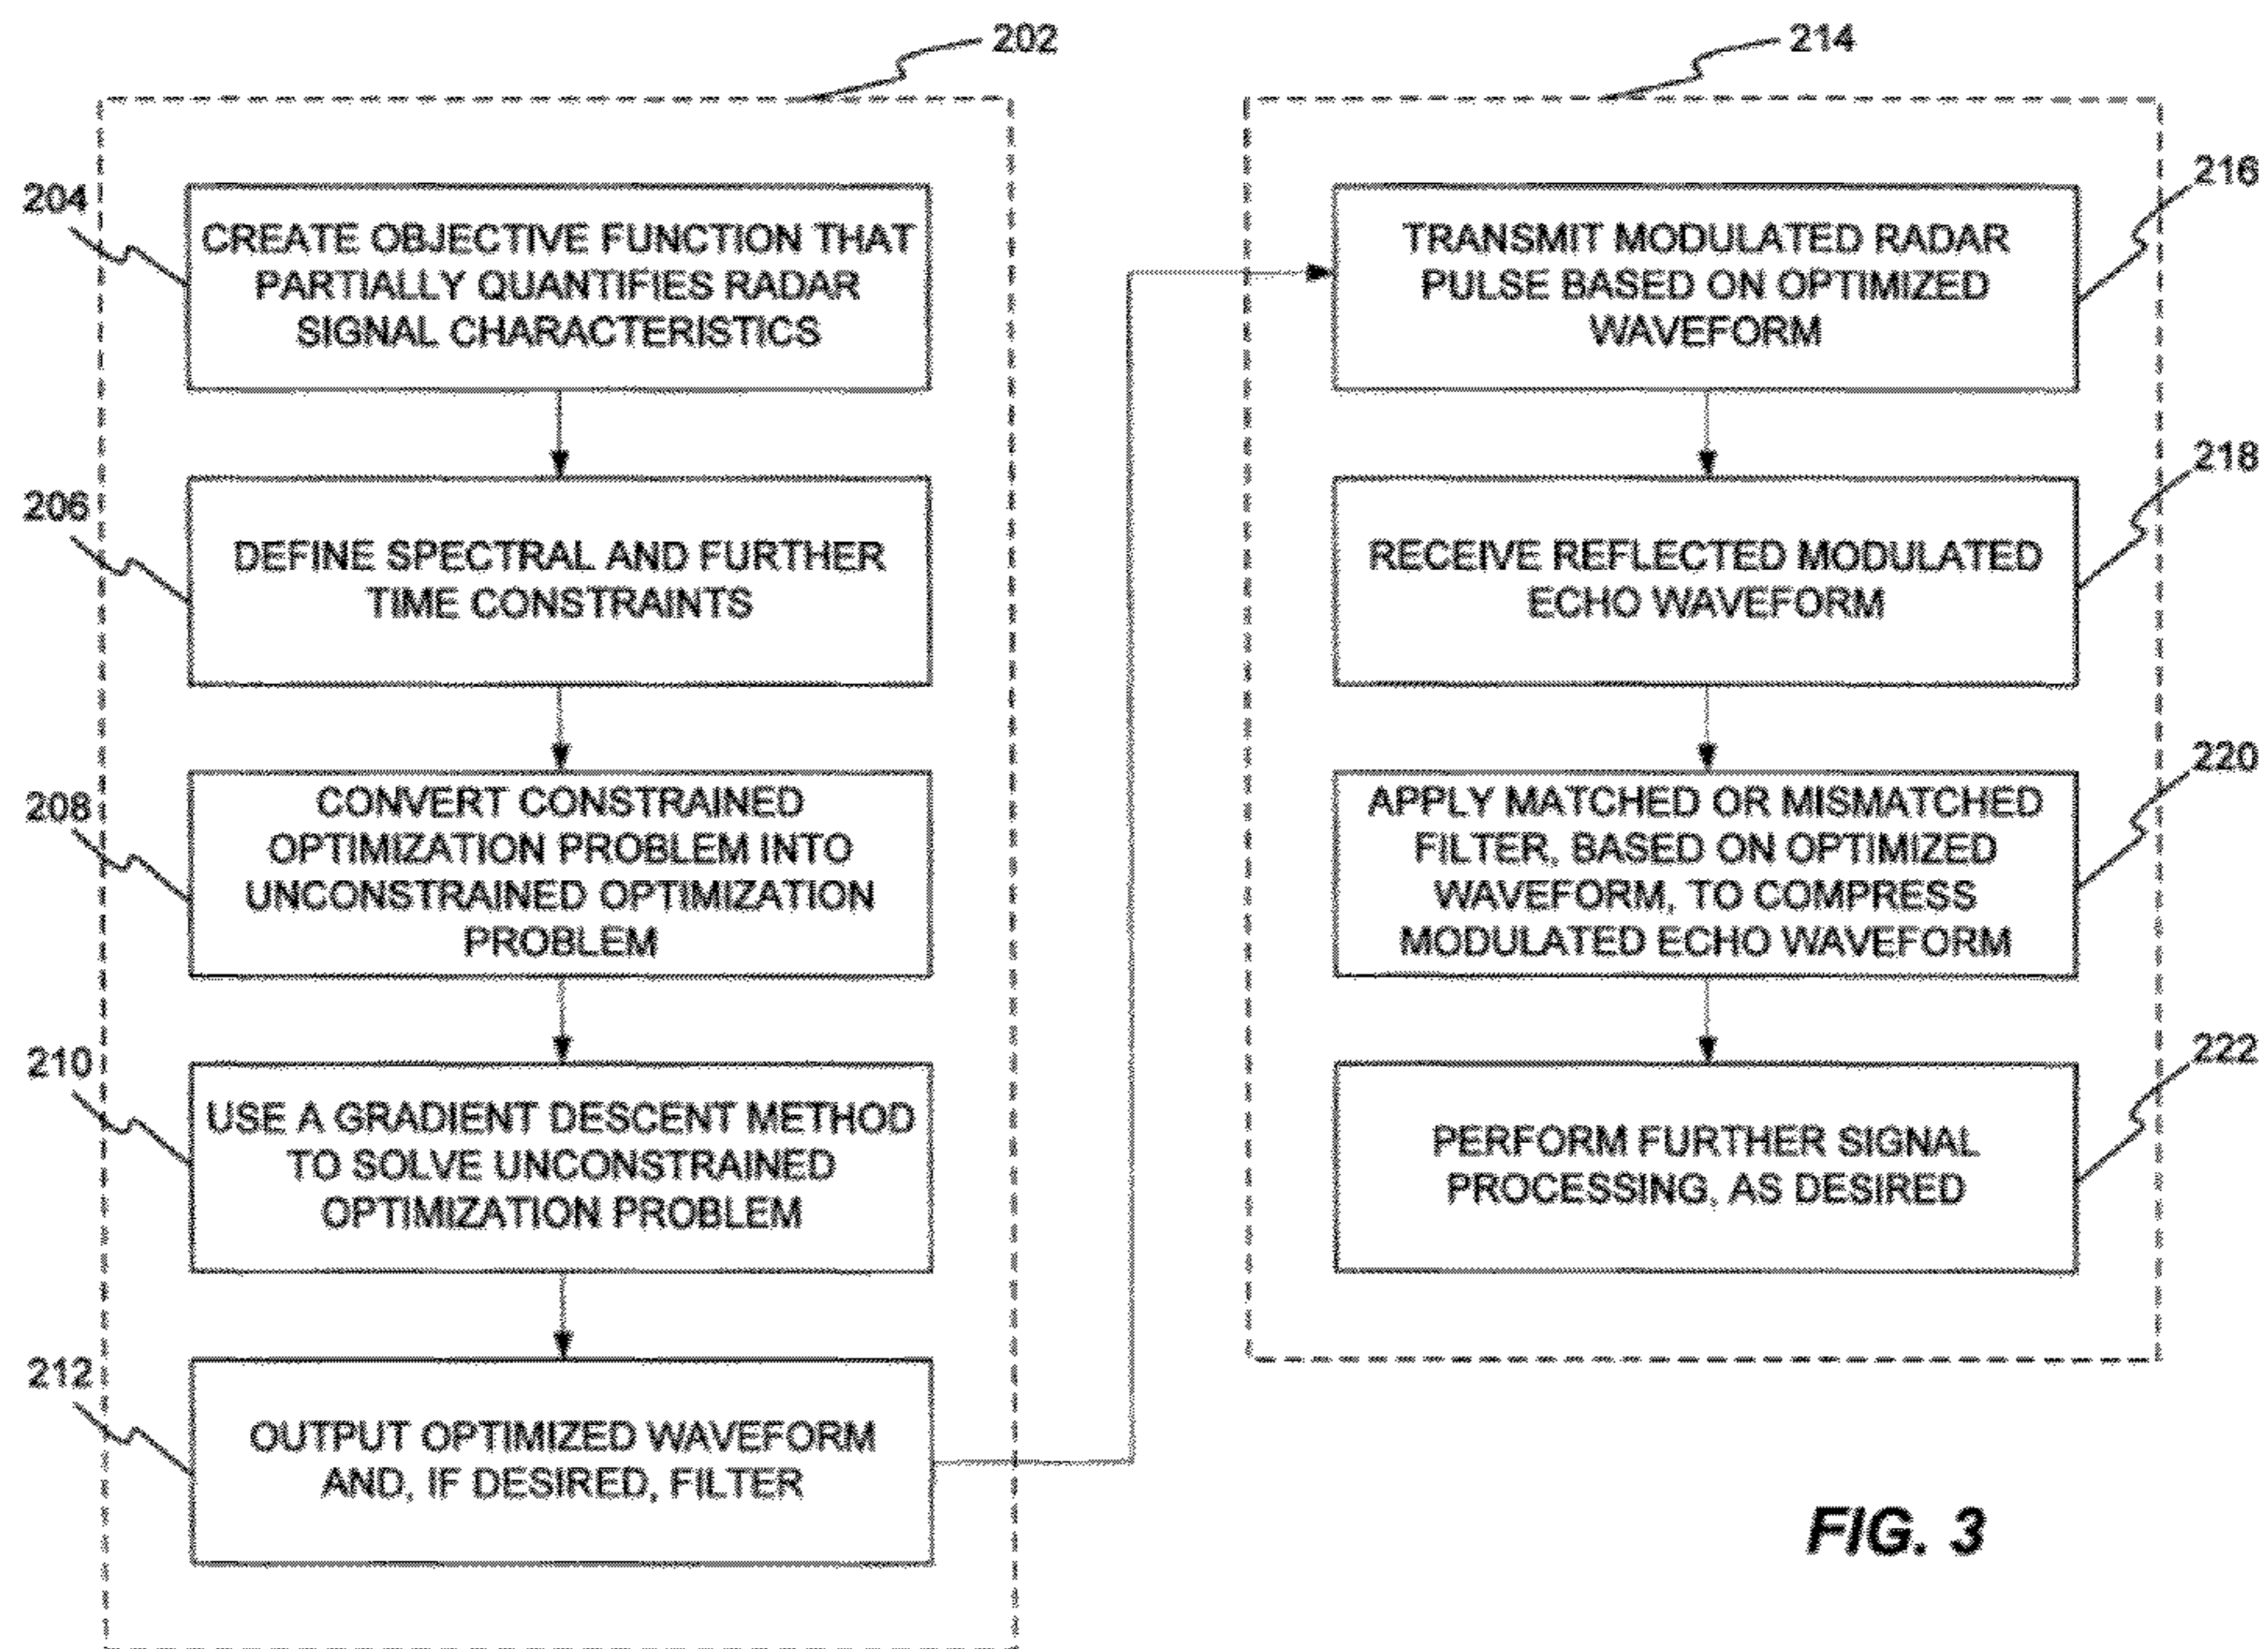 202
204
CREATE OBJECTIVE FUNCTION THAT
PARTIALLY QUANTIFIES RADAR
SIGNAL CHARACTERISTICS
206
DEFINE SPECTRAL AND FURTHER
TIME CONSTRAINTS
208
CONVERT CONSTRAINED
OPTIMIZATION PROBLEM INTO
UNCONSTRAINED OPTIMIZATION
PROBLEM
210
USE A GRADIENT DESCENT METHOD
TO SOLVE UNCONSTRAINED
OPTIMIZATION PROBLEM
212
OUTPUT OPTIMIZED WAVEFORM
AND, IF DESIRED, FILTER
214
216
TRANSMIT MODULATED RADAR
PULSE BASED ON OPTIMIZED
WAVEFORM
218
RECEIVE REFLECTED MODULATED
ECHO WAVEFORM
220
APPLY MATCHED OR MISMATCHED
FILTER, BASED ON OPTIMIZED
WAVEFORM, TO COMPRESS
MODULATED ECHO WAVEFORM
222
PERFORM FURTHER SIGNAL
PROCESSING, AS DESIRED
FIG. 3